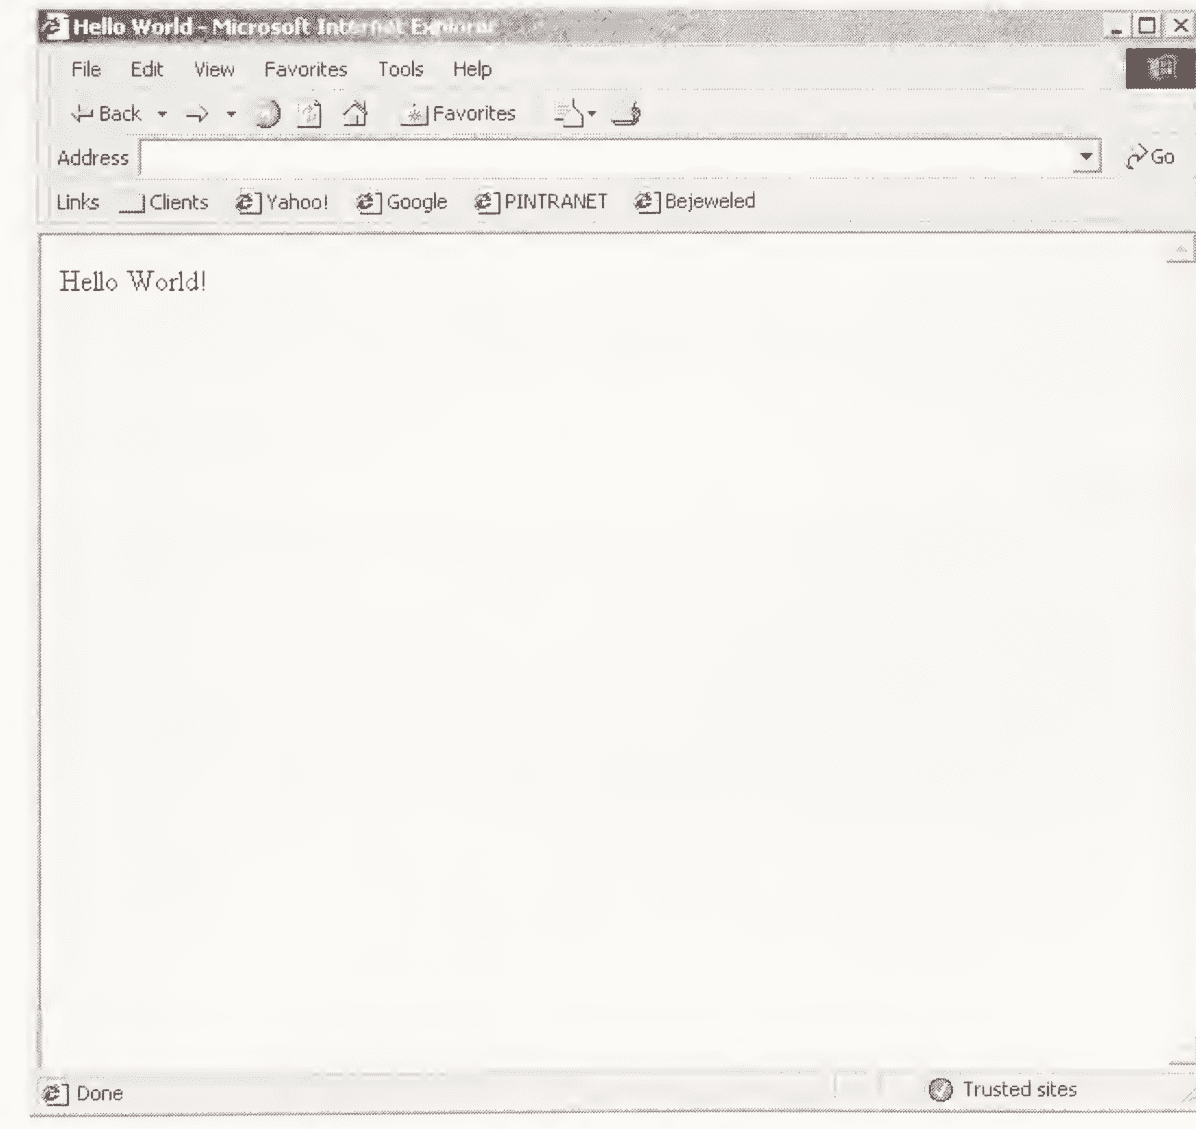 Hello World - Microsoft Internet Explorer
File Edit View Favorites Tools Help
Back Favorites
Address Go
Links Clients Yahoo! Google PINTRANET Bejeweled
Hello World!
Done Trusted sites